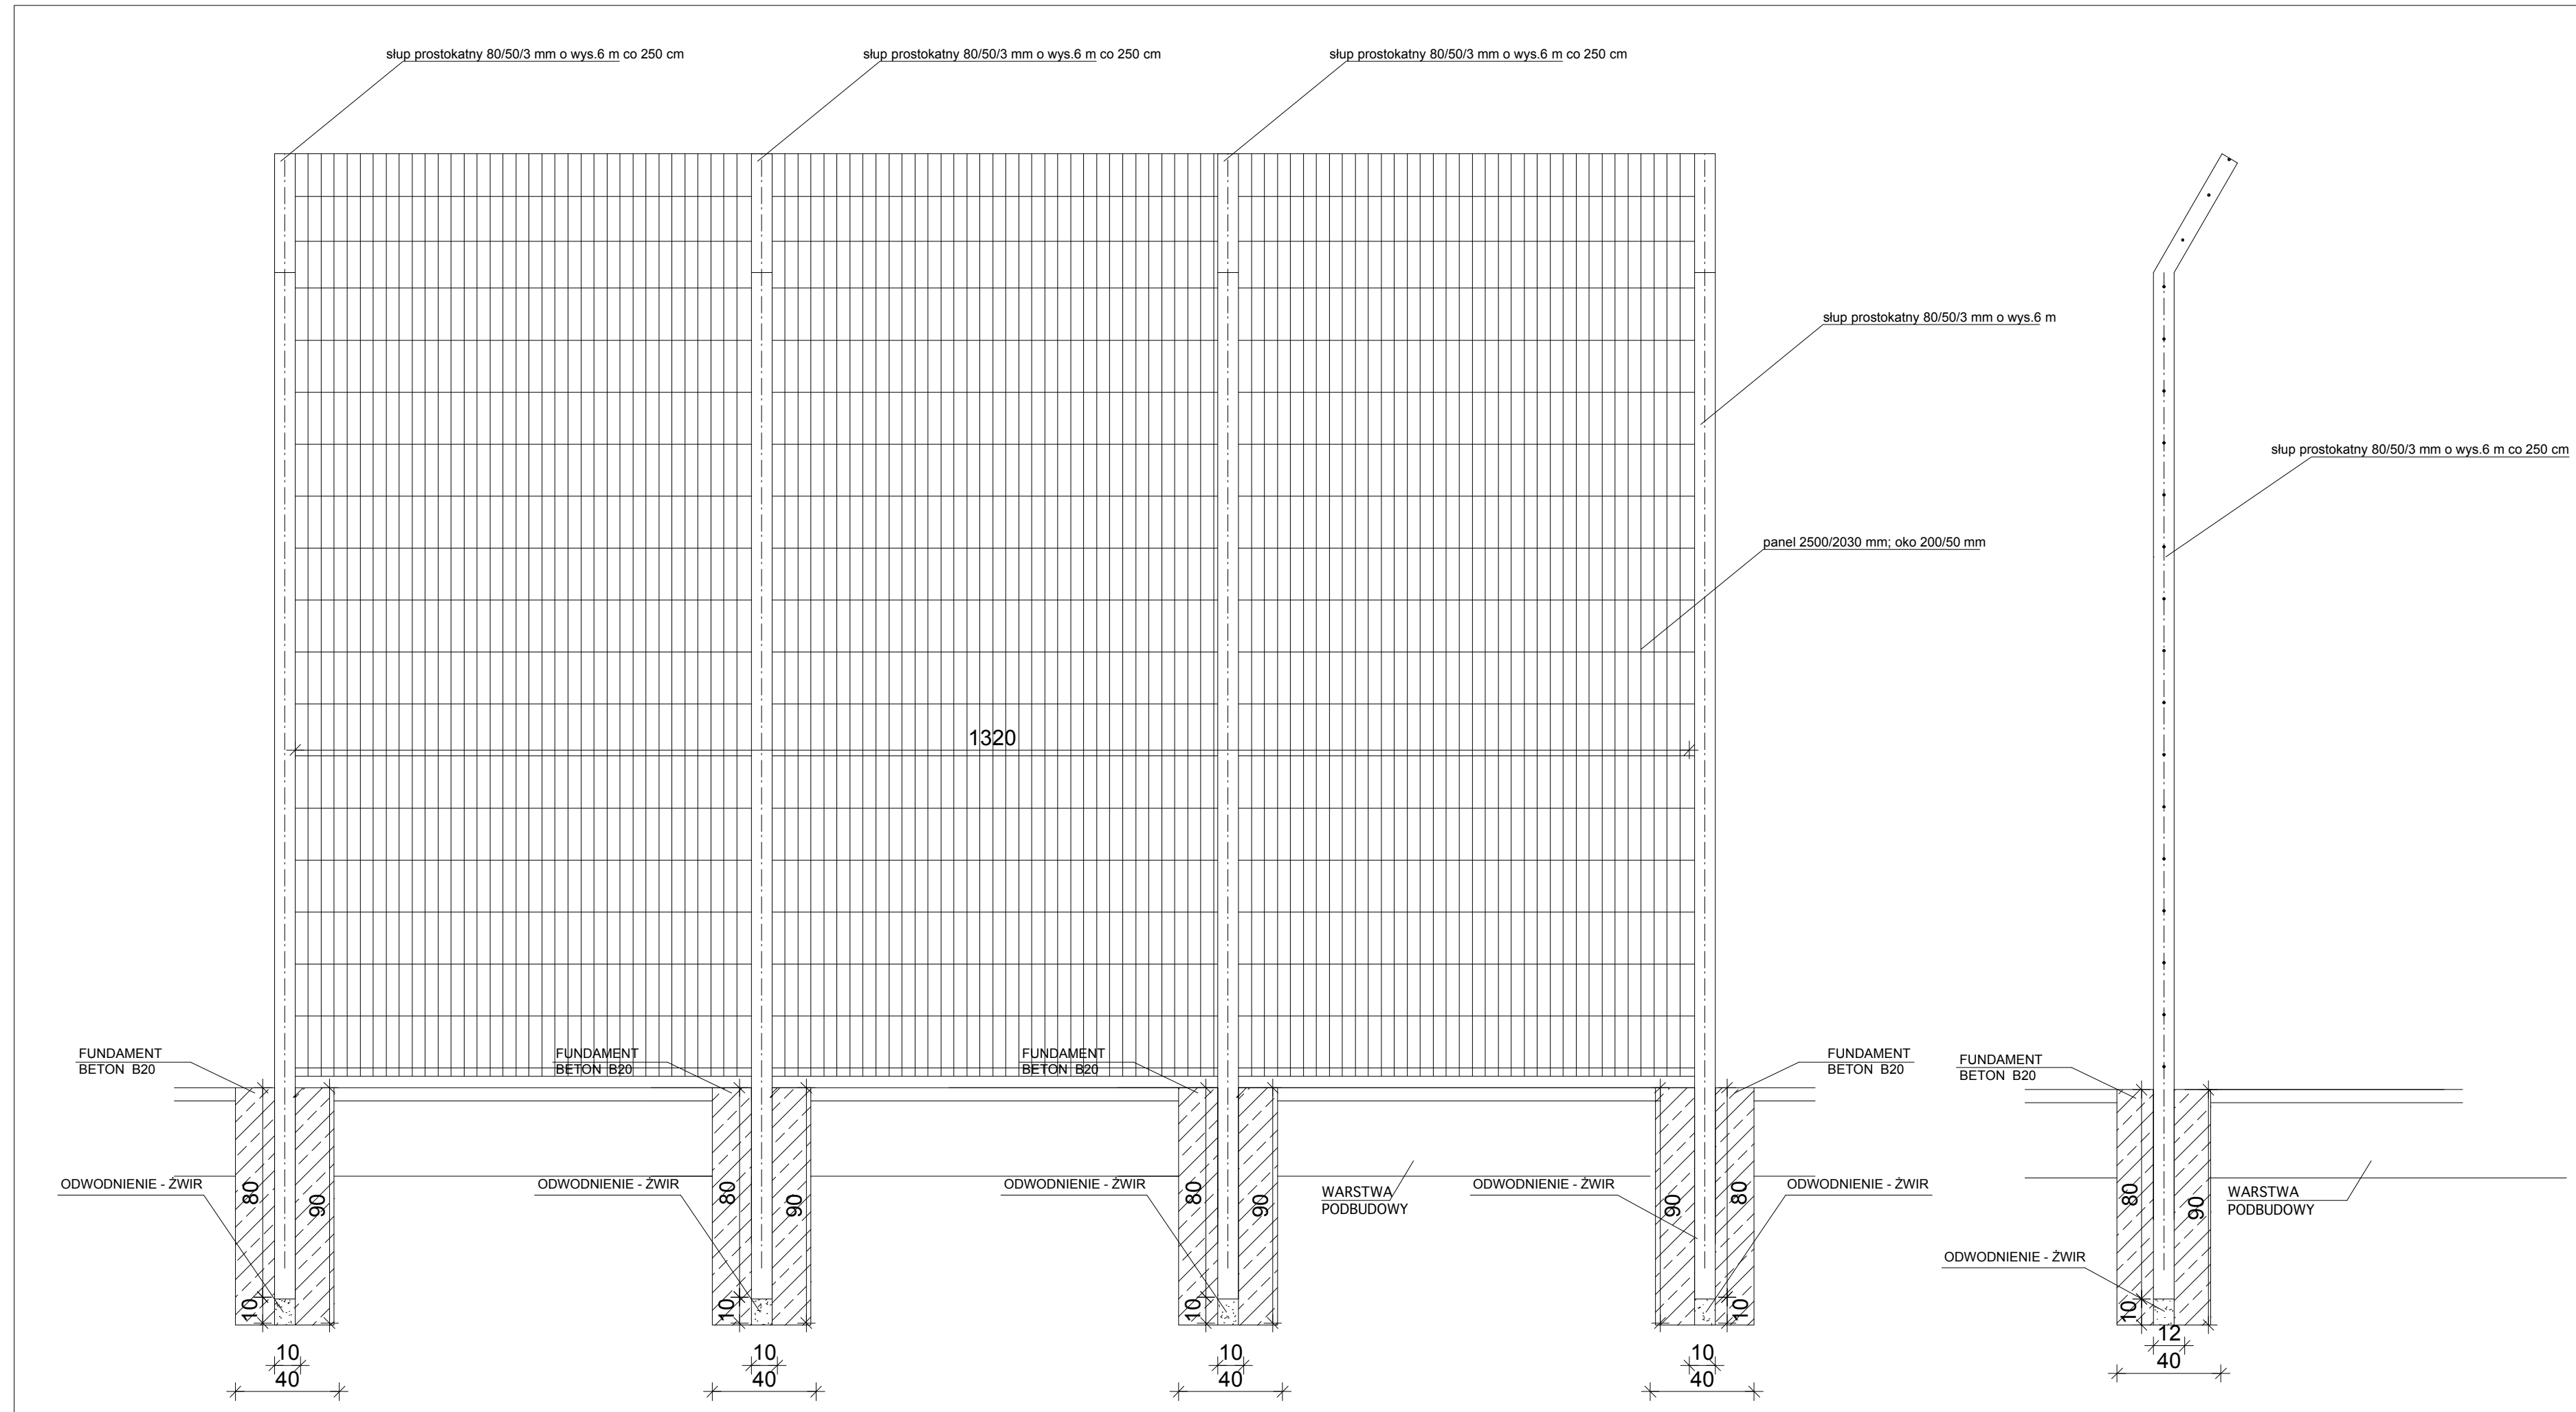 słup prostokatny 80/50/3 mm o wys.6 m co 250 cm
słup prostokatny 80/50/3 mm o wys.6 m co 250 cm
słup prostokatny 80/50/3 mm o wys.6 m co 250 cm
słup prostokatny 80/50/3 mm o wys.6 m
słup prostokatny 80/50/3 mm o wys.6 m co 250 cm
panel 2500/2030 mm; oko 200/50 mm
1320
FUNDAMENT
BETON B20
FUNDAMENT
BETON B20
FUNDAMENT
BETON B20
FUNDAMENT
BETON B20
FUNDAMENT
BETON B20
ODWODNIENIE - ŻWIR
80
90
ODWODNIENIE - ŻWIR
80
90
ODWODNIENIE - ŻWIR
80
90
WARSTWA
PODBUDOWY
ODWODNIENIE - ŻWIR
90
80
ODWODNIENIE - ŻWIR
80
90
WARSTWA
PODBUDOWY
ODWODNIENIE - ŻWIR
10
10
10
10
10
10
40
10
40
10
40
10
40
12
40